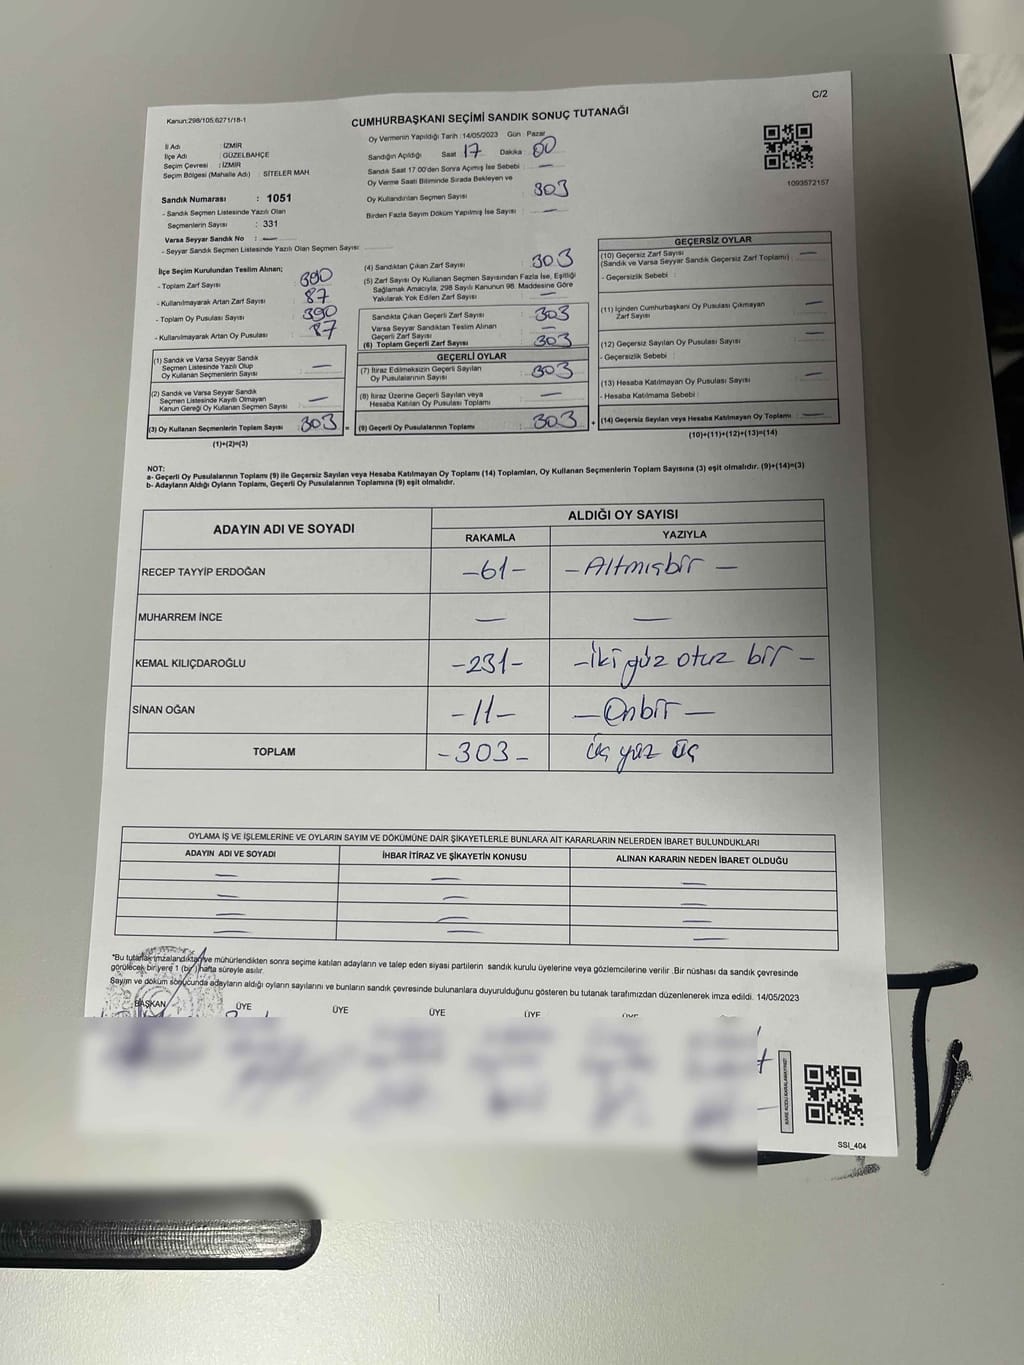 C/2
Kanun:298/105;6271/18-1
CUMHURBAŞKANI SEÇİMİ SANDIK SONUÇ TUTANAĞI
Oy Vermenin Yapıldığı Tarih : 14/05/2023 Gün : Pazar
İl Adı : İZMİR
İlçe Adı : GÜZELBAHÇE
Seçim Çevresi : İZMİR
Seçim Bölgesi (Mahalle Adı) : SİTELER MAH.
Sandığın Açıldığı Saat 17 Dakika 00
Sandık Saat 17:00'den Sonra Açılmış İse Sebebi : —
Oy Verme Saati Bitiminde Sırada Bekleyen ve
Oy Kullandırılan Seçmen Sayısı : 303
Birden Fazla Sayım Döküm Yapılmış İse Sayısı : —
1093572157
Sandık Numarası : 1051
- Sandık Seçmen Listesinde Yazılı Olan
Seçmenlerin Sayısı : 331
Varsa Seyyar Sandık No : —
- Seyyar Sandık Seçmen Listesinde Yazılı Olan Seçmen Sayısı:
İlçe Seçim Kurulundan Teslim Alınan;
- Toplam Zarf Sayısı : 390
- Kullanılmayarak Artan Zarf Sayısı : 87
- Toplam Oy Pusulası Sayısı : 390
- Kullanılmayarak Artan Oy Pusulası : 87
(1) Sandık ve Varsa Seyyar Sandık
Seçmen Listesinde Yazılı Olup
Oy Kullanan Seçmenlerin Sayısı : —
(2) Sandık ve Varsa Seyyar Sandık
Seçmen Listesinde Kayıtlı Olmayan
Kanun Gereği Oy Kullanan Seçmen Sayısı : —
(3) Oy Kullanan Seçmenlerin Toplam Sayısı : 303 =
(1)+(2)=(3)
(4) Sandıktan Çıkan Zarf Sayısı : 303
(5) Zarf Sayısı Oy Kullanan Seçmen Sayısından Fazla İse, Eşitliği
Sağlamak Amacıyla, 298 Sayılı Kanunun 98. Maddesine Göre
Yakılarak Yok Edilen Zarf Sayısı : —
Sandıkta Çıkan Geçerli Zarf Sayısı : 303
Varsa Seyyar Sandıktan Teslim Alınan
Geçerli Zarf Sayısı : —
(6) Toplam Geçerli Zarf Sayısı : 303
GEÇERLİ OYLAR
(7) İtiraz Edilmeksizin Geçerli Sayılan
Oy Pusulalarının Sayısı : 303
(8) İtiraz Üzerine Geçerli Sayılan veya
Hesaba Katılan Oy Pusulası Toplamı : —
(9) Geçerli Oy Pusulalarının Toplamı : 303 +
GEÇERSİZ OYLAR
(10) Geçersiz Zarf Sayısı : —
(Sandık ve Varsa Seyyar Sandık Geçersiz Zarf Toplamı)
- Geçersizlik Sebebi :
(11) İçinden Cumhurbaşkanı Oy Pusulası Çıkmayan
Zarf Sayısı : —
(12) Geçersiz Sayılan Oy Pusulası Sayısı : —
- Geçersizlik Sebebi :
(13) Hesaba Katılmayan Oy Pusulası Sayısı : —
- Hesaba Katılmama Sebebi :
(14) Geçersiz Sayılan veya Hesaba Katılmayan Oy Toplamı : —
(10)+(11)+(12)+(13)=(14)
NOT:
a- Geçerli Oy Pusulalarının Toplamı (9) ile Geçersiz Sayılan veya Hesaba Katılmayan Oy Toplamı (14) Toplamları, Oy Kullanan Seçmenlerin Toplam Sayısına (3) eşit olmalıdır. (9)+(14)=(3)
b- Adayların Aldığı Oyların Toplamı, Geçerli Oy Pusulalarının Toplamına (9) eşit olmalıdır.
ADAYIN ADI VE SOYADI ALDIĞI OY SAYISI
RAKAMLA YAZIYLA
RECEP TAYYİP ERDOĞAN -61- -Altmışbir-
MUHARREM İNCE — —
KEMAL KILIÇDAROĞLU -231- -İki yüz otuz bir-
SİNAN OĞAN -11- -Onbir-
TOPLAM -303- üç yüz üç
OYLAMA İŞ VE İŞLEMLERİNE VE OYLARIN SAYIM VE DÖKÜMÜNE DAİR ŞİKAYETLERLE BUNLARA AİT KARARLARIN NELERDEN İBARET BULUNDUKLARI
ADAYIN ADI VE SOYADI İHBAR İTİRAZ VE ŞİKAYETİN KONUSU ALINAN KARARIN NEDEN İBARET OLDUĞU
— — —
— — —
— — —
— — —
*Bu tutanak imzalandıktan ve mühürlendikten sonra seçime katılan adayların ve talep eden siyasi partilerin sandık kurulu üyelerine veya gözlemcilerine verilir .Bir nüshası da sandık çevresinde
görülecek bir yere 1 (bir) hafta süreyle asılır.
Sayım ve döküm sonucunda adayların aldığı oyların sayılarını ve bunların sandık çevresinde bulunanlara duyurulduğunu gösteren bu tutanak tarafımızdan düzenlenerek imza edildi. 14/05/2023
BAŞKAN ÜYE ÜYE ÜYE ÜYE
SSI_404